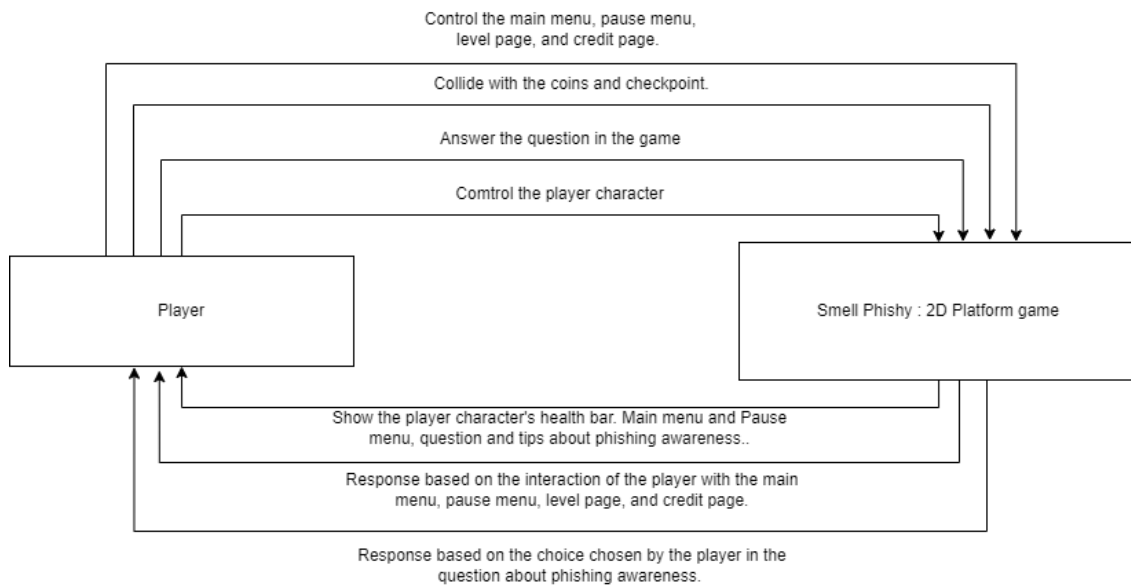 Control the main menu, pause menu,
level page, and credit page.
Collide with the coins and checkpoint.
Answer the question in the game
Comtrol the player character
Player
Smell Phishy : 2D Platform game
Show the player character's health bar. Main menu and Pause
menu, question and tips about phishing awareness..
Response based on the interaction of the player with the main
menu, pause menu, level page, and credit page.
Response based on the choice chosen by the player in the
question about phishing awareness.